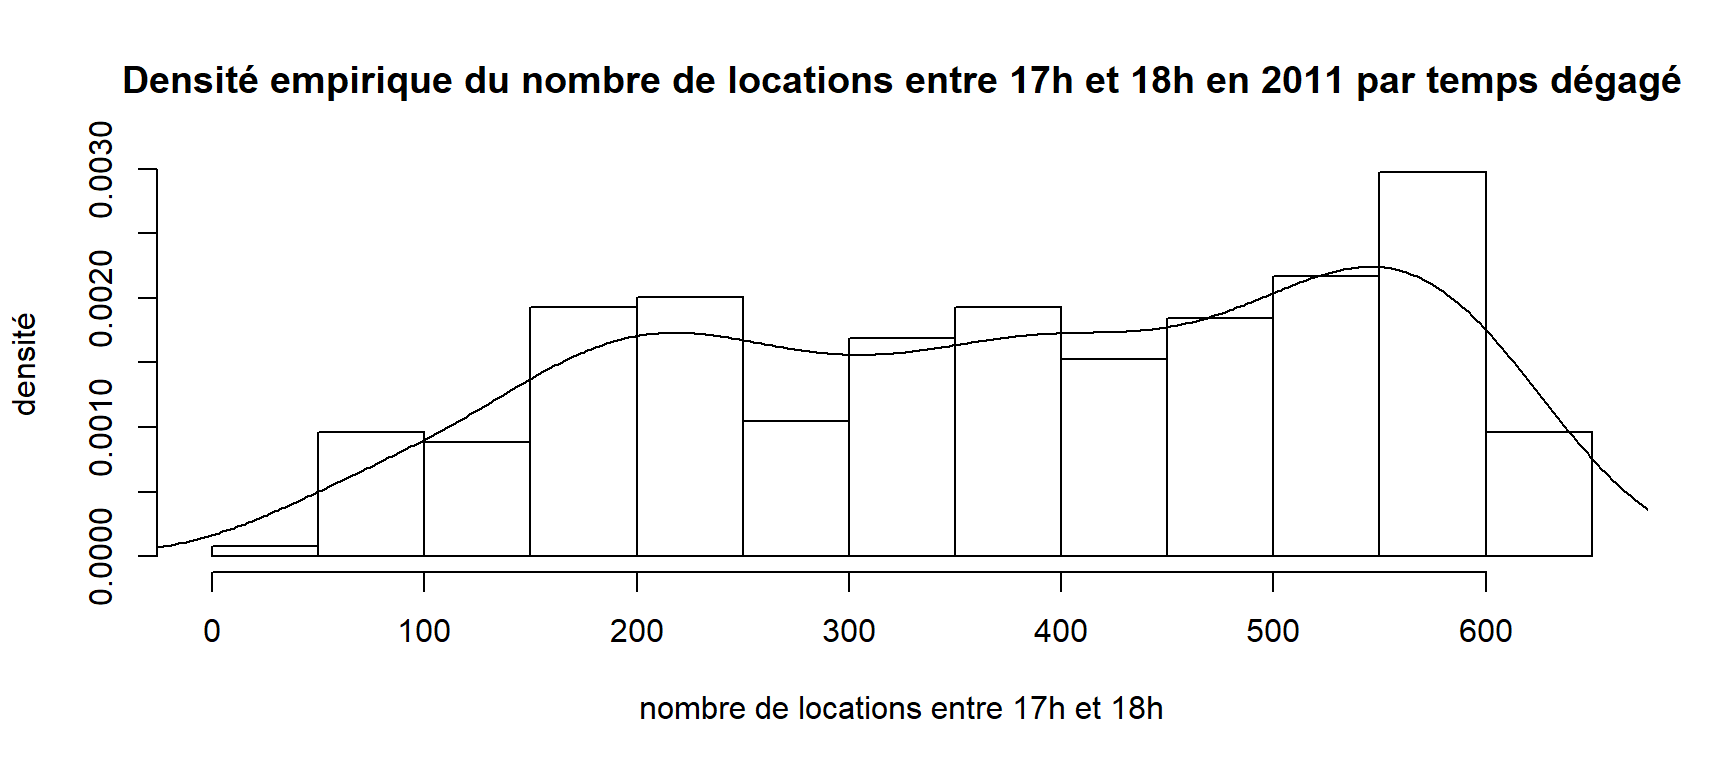 Densité empirique du nombre de locations entre 17h et 18h en 2011 par temps dégagé
0.0030
0.0020
0.0010
0.0000
densité
0 100 200 300 400 500 600
nombre de locations entre 17h et 18h